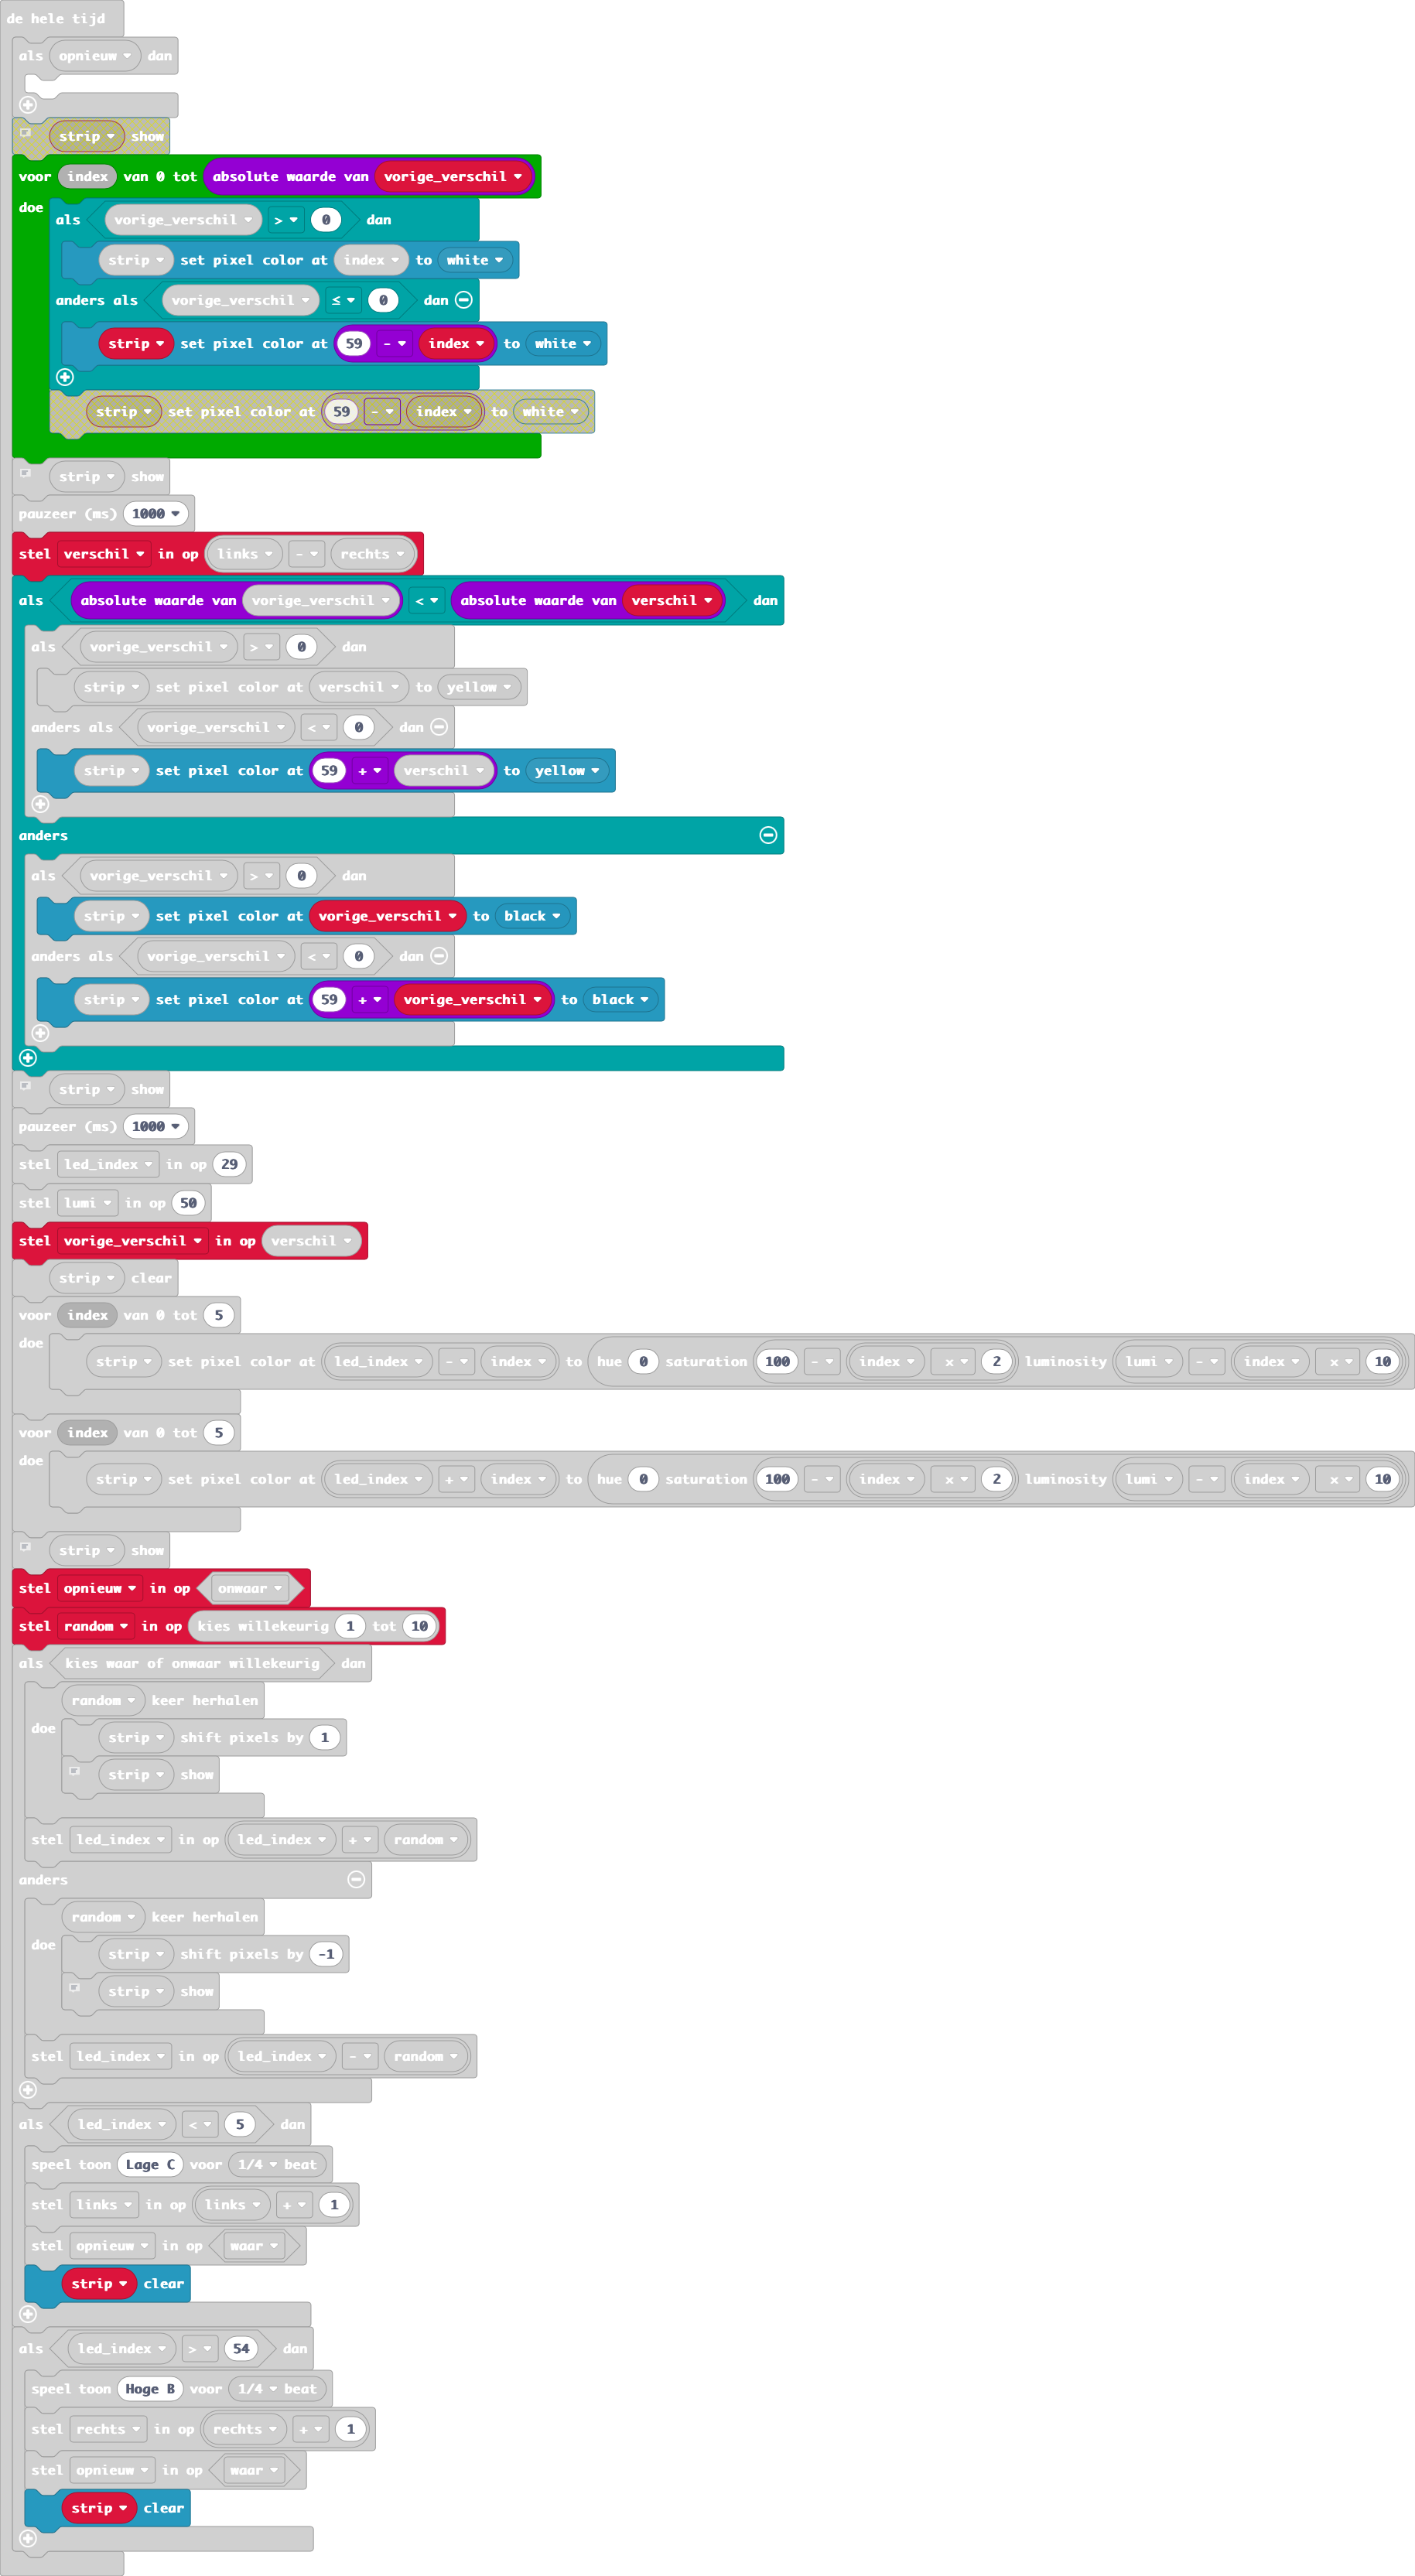 de hele tijd
als opnieuw dan
strip show
voor index van 0 tot absolute waarde van vorige_verschil
doe
als vorige_verschil > 0 dan
strip set pixel color at index to white
anders als vorige_verschil ≤ 0 dan
strip set pixel color at 59 - index to white
strip set pixel color at 59 - index to white
strip show
pauzeer (ms) 1000
stel verschil in op links - rechts
als absolute waarde van vorige_verschil < absolute waarde van verschil dan
als vorige_verschil > 0 dan
strip set pixel color at verschil to yellow
anders als vorige_verschil < 0 dan
strip set pixel color at 59 + verschil to yellow
anders
als vorige_verschil > 0 dan
strip set pixel color at vorige_verschil to black
anders als vorige_verschil < 0 dan
strip set pixel color at 59 + vorige_verschil to black
strip show
pauzeer (ms) 1000
stel led_index in op 29
stel lumi in op 50
stel vorige_verschil in op verschil
strip clear
voor index van 0 tot 5
doe
strip set pixel color at led_index - index to hue 0 saturation 100 - index x 2 luminosity lumi - index x 10
voor index van 0 tot 5
doe
strip set pixel color at led_index + index to hue 0 saturation 100 - index x 2 luminosity lumi - index x 10
strip show
stel opnieuw in op onwaar
stel random in op kies willekeurig 1 tot 10
als kies waar of onwaar willekeurig dan
random keer herhalen
doe
strip shift pixels by 1
strip show
stel led_index in op led_index + random
anders
random keer herhalen
doe
strip shift pixels by -1
strip show
stel led_index in op led_index - random
als led_index < 5 dan
speel toon Lage C voor 1/4 beat
stel links in op links + 1
stel opnieuw in op waar
strip clear
als led_index > 54 dan
speel toon Hoge B voor 1/4 beat
stel rechts in op rechts + 1
stel opnieuw in op waar
strip clear